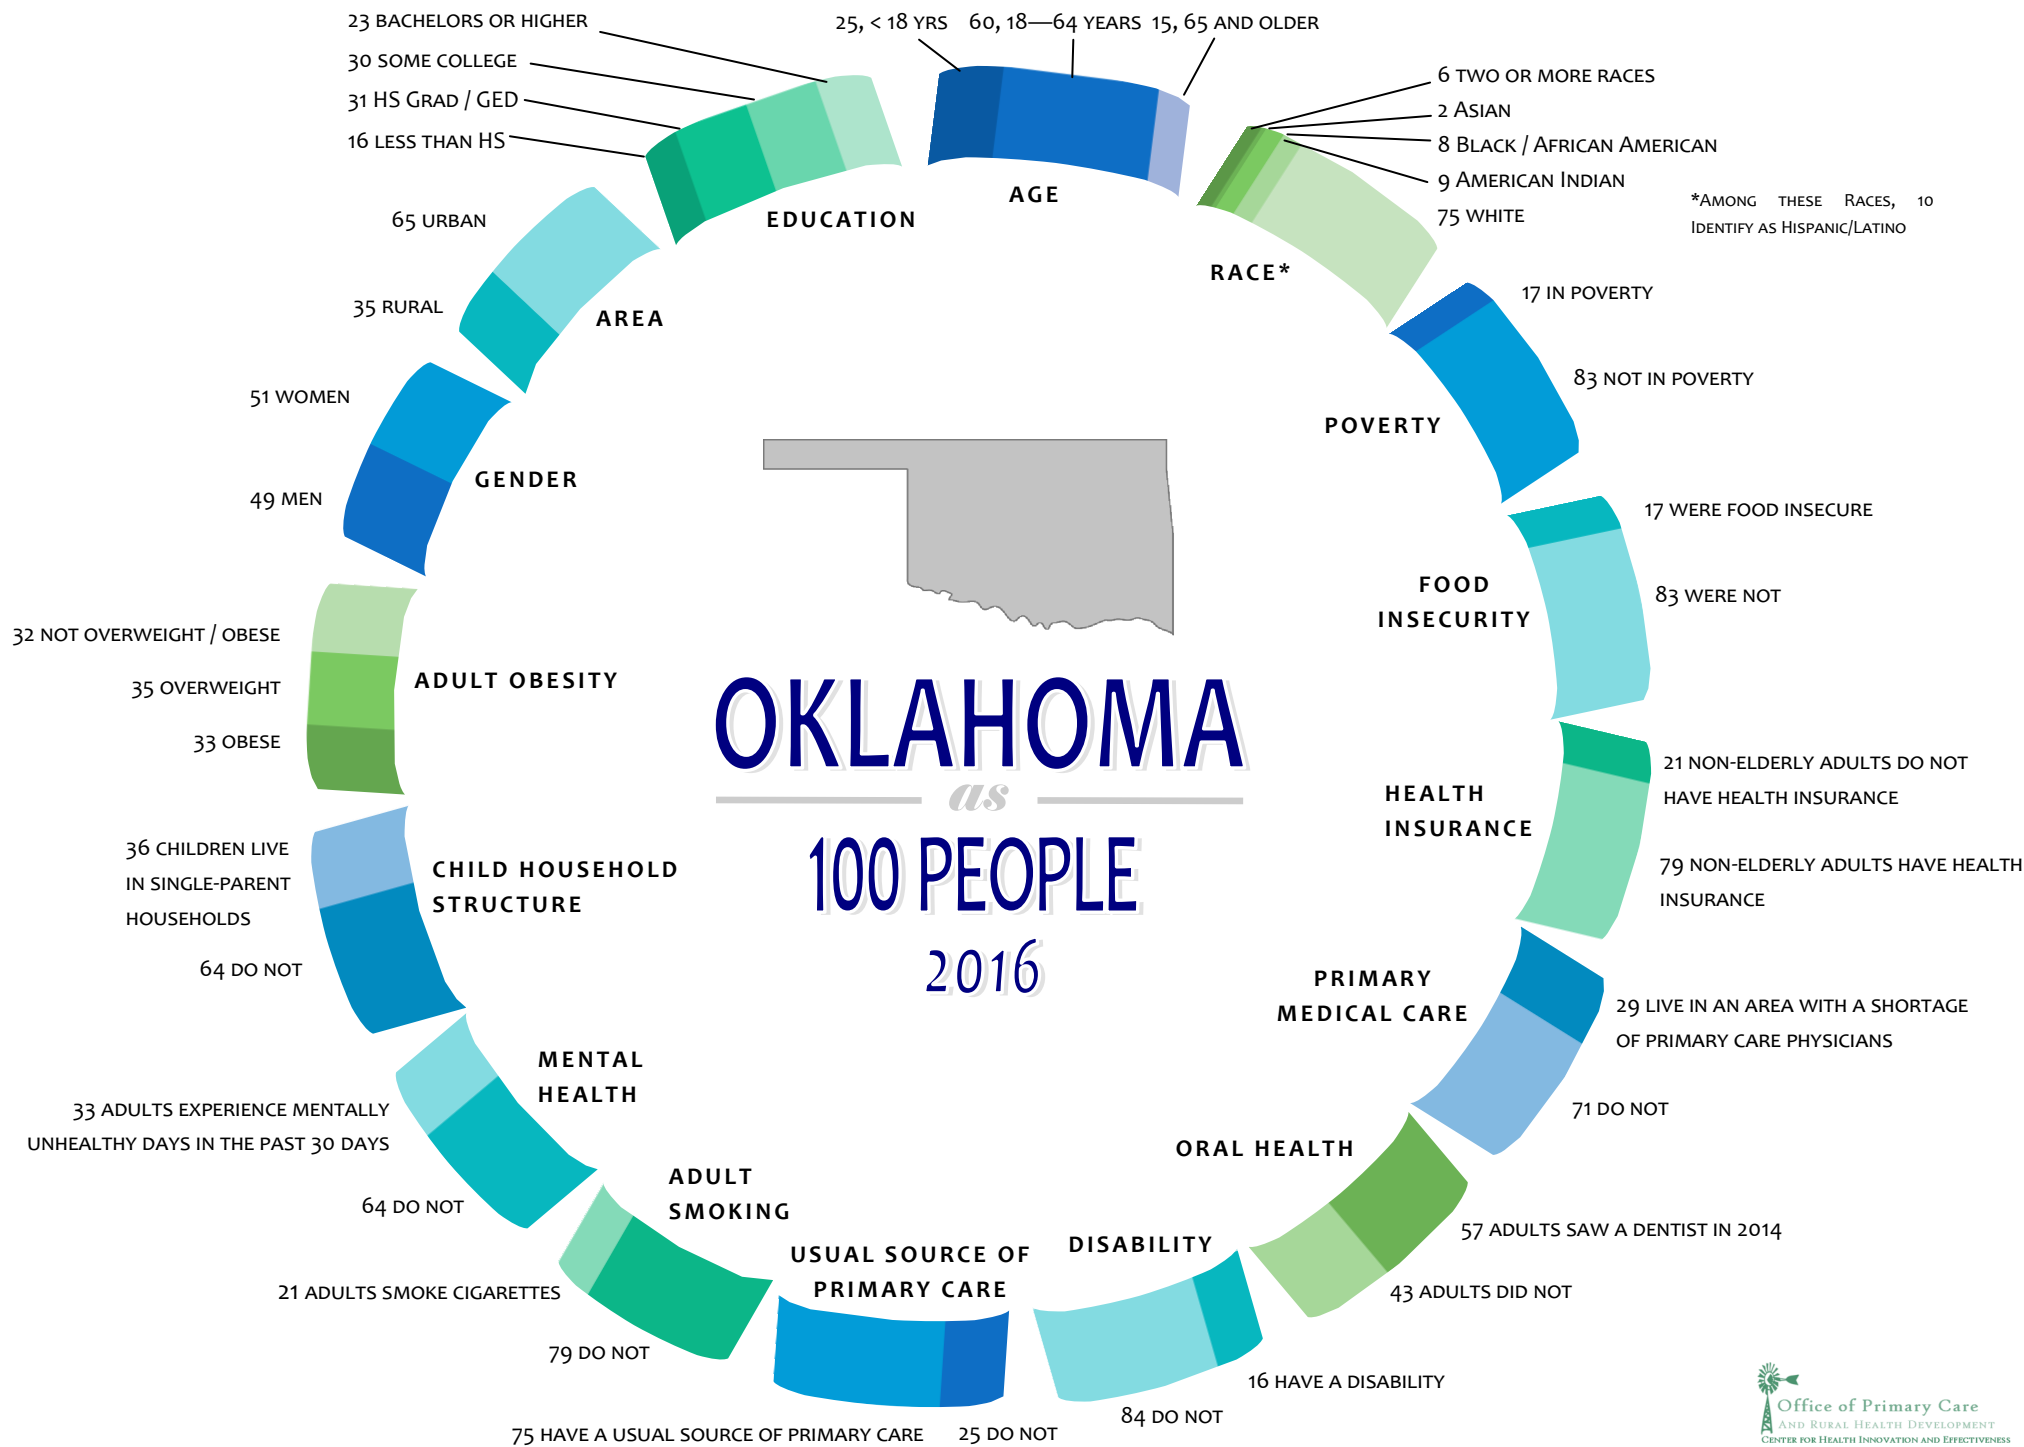 23 BACHELORS OR HIGHER
30 SOME COLLEGE
31 HS GRAD / GED
16 LESS THAN HS
EDUCATION
25, < 18 YRS
60, 18—64 YEARS
15, 65 AND OLDER
AGE
6 TWO OR MORE RACES
2 ASIAN
8 BLACK / AFRICAN AMERICAN
9 AMERICAN INDIAN
75 WHITE
*AMONG THESE RACES, 10
IDENTIFY AS HISPANIC/LATINO
RACE*
17 IN POVERTY
83 NOT IN POVERTY
POVERTY
17 WERE FOOD INSECURE
83 WERE NOT
FOOD
INSECURITY
21 NON-ELDERLY ADULTS DO NOT
HAVE HEALTH INSURANCE
79 NON-ELDERLY ADULTS HAVE HEALTH
INSURANCE
HEALTH
INSURANCE
PRIMARY
MEDICAL CARE
29 LIVE IN AN AREA WITH A SHORTAGE
OF PRIMARY CARE PHYSICIANS
71 DO NOT
ORAL HEALTH
57 ADULTS SAW A DENTIST IN 2014
43 ADULTS DID NOT
DISABILITY
16 HAVE A DISABILITY
84 DO NOT
USUAL SOURCE OF
PRIMARY CARE
75 HAVE A USUAL SOURCE OF PRIMARY CARE
25 DO NOT
ADULT
SMOKING
21 ADULTS SMOKE CIGARETTES
79 DO NOT
MENTAL
HEALTH
33 ADULTS EXPERIENCE MENTALLY
UNHEALTHY DAYS IN THE PAST 30 DAYS
64 DO NOT
CHILD HOUSEHOLD
STRUCTURE
36 CHILDREN LIVE
IN SINGLE-PARENT
HOUSEHOLDS
64 DO NOT
ADULT OBESITY
32 NOT OVERWEIGHT / OBESE
35 OVERWEIGHT
33 OBESE
GENDER
51 WOMEN
49 MEN
AREA
65 URBAN
35 RURAL
OKLAHOMA
as
100 PEOPLE
2016
Office of Primary Care
AND RURAL HEALTH DEVELOPMENT
CENTER FOR HEALTH INNOVATION AND EFFECTIVENESS